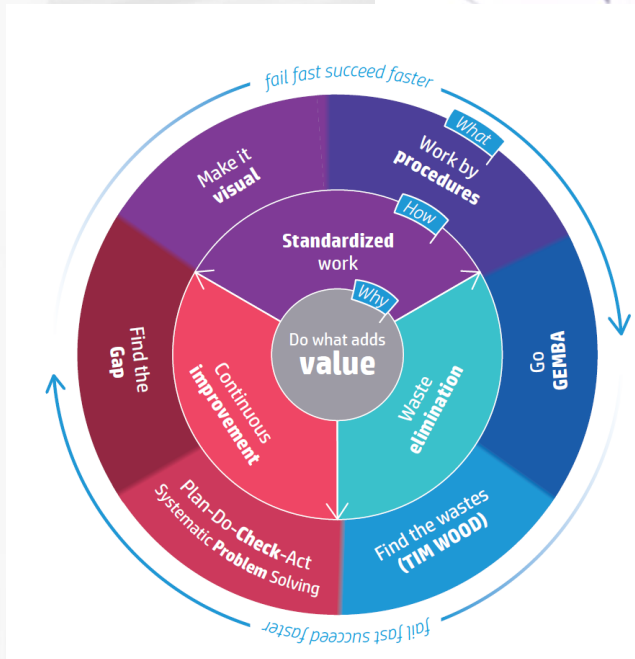 fail fast succeed faster
What
Work by
procedures
Make it
visual
How
Standardized
work
Why
Do what adds
value
Find the
Gap
Continuous
improvement
Waste
elimination
Go
GEMBA
Plan-Do-Check-Act
Systematic Problem Solving
Find the wastes
(TIM WOOD)
fail fast succeed faster